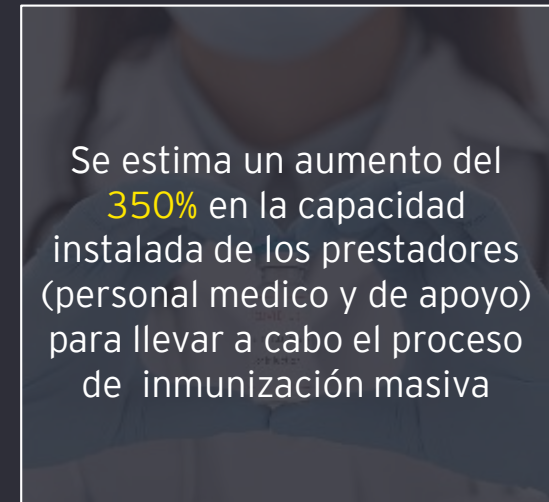 Se estima un aumento del
350% en la capacidad
instalada de los prestadores
(personal medico y de apoyo)
para llevar a cabo el proceso
de inmunización masiva